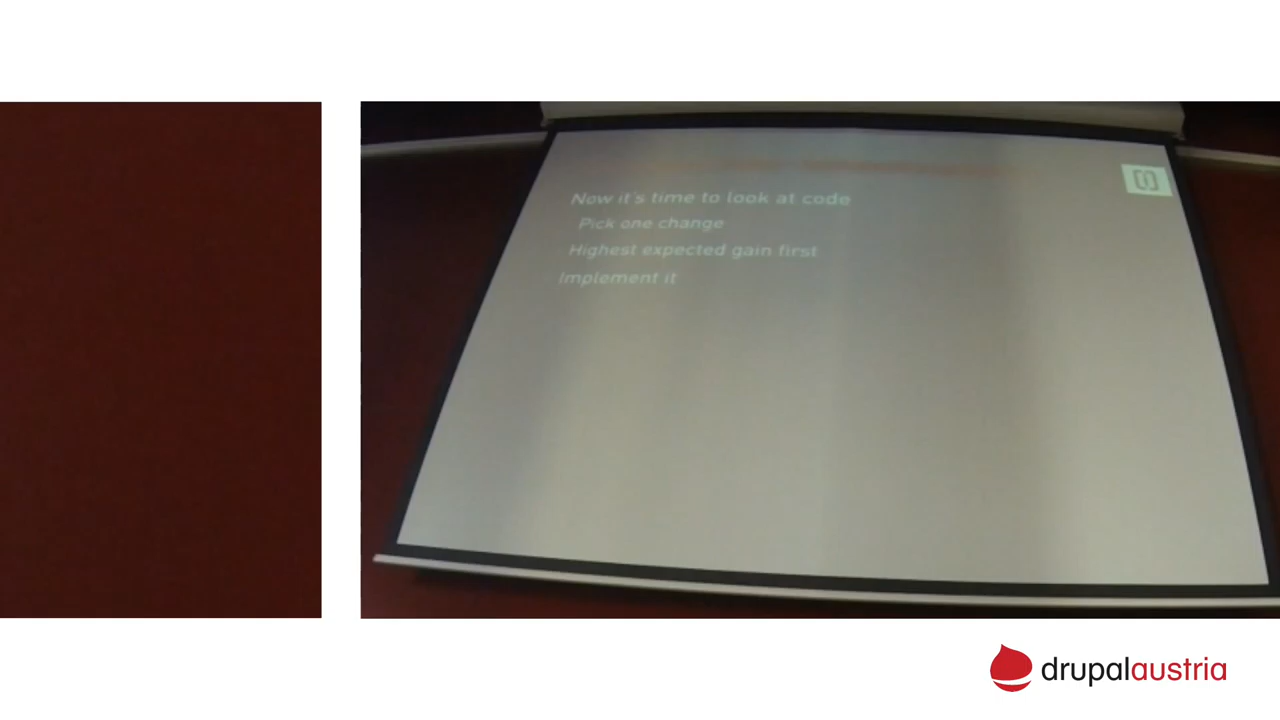 Now it's time to look at code
Pick one change
Highest expected gain first
Implement it
drupalaustria